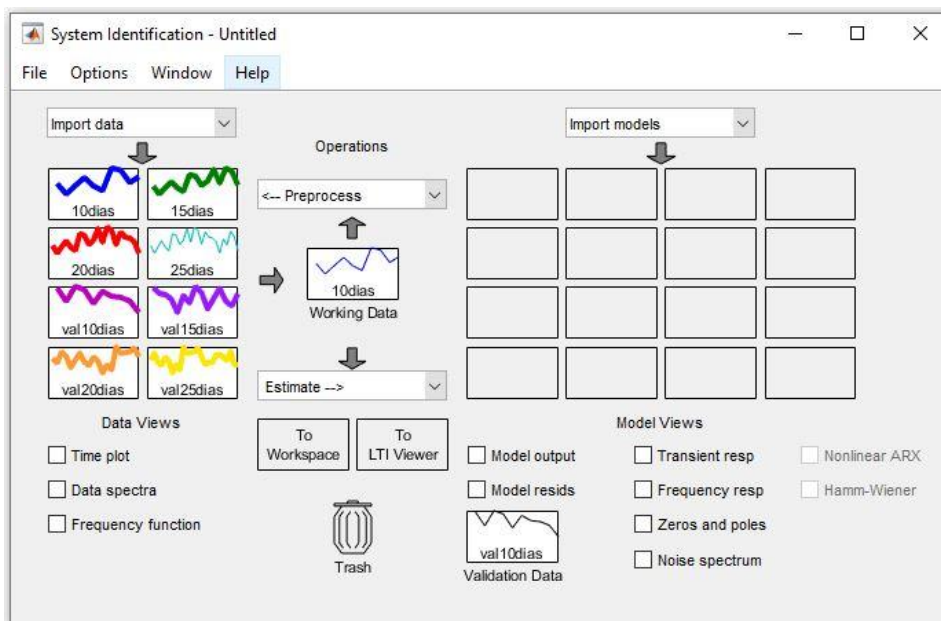 System Identification - Untitled
File Options Window Help
Import data
Import models
Operations
<-- Preprocess
10dias
15dias
20dias
25dias
10dias
Working Data
val10dias
val15dias
val20dias
val25dias
Estimate -->
Data Views
Time plot
Data spectra
Frequency function
To
Workspace
To
LTI Viewer
Trash
Model Views
Model output
Transient resp
Nonlinear ARX
Model resids
Frequency resp
Hamm-Wiener
Zeros and poles
Noise spectrum
val10dias
Validation Data